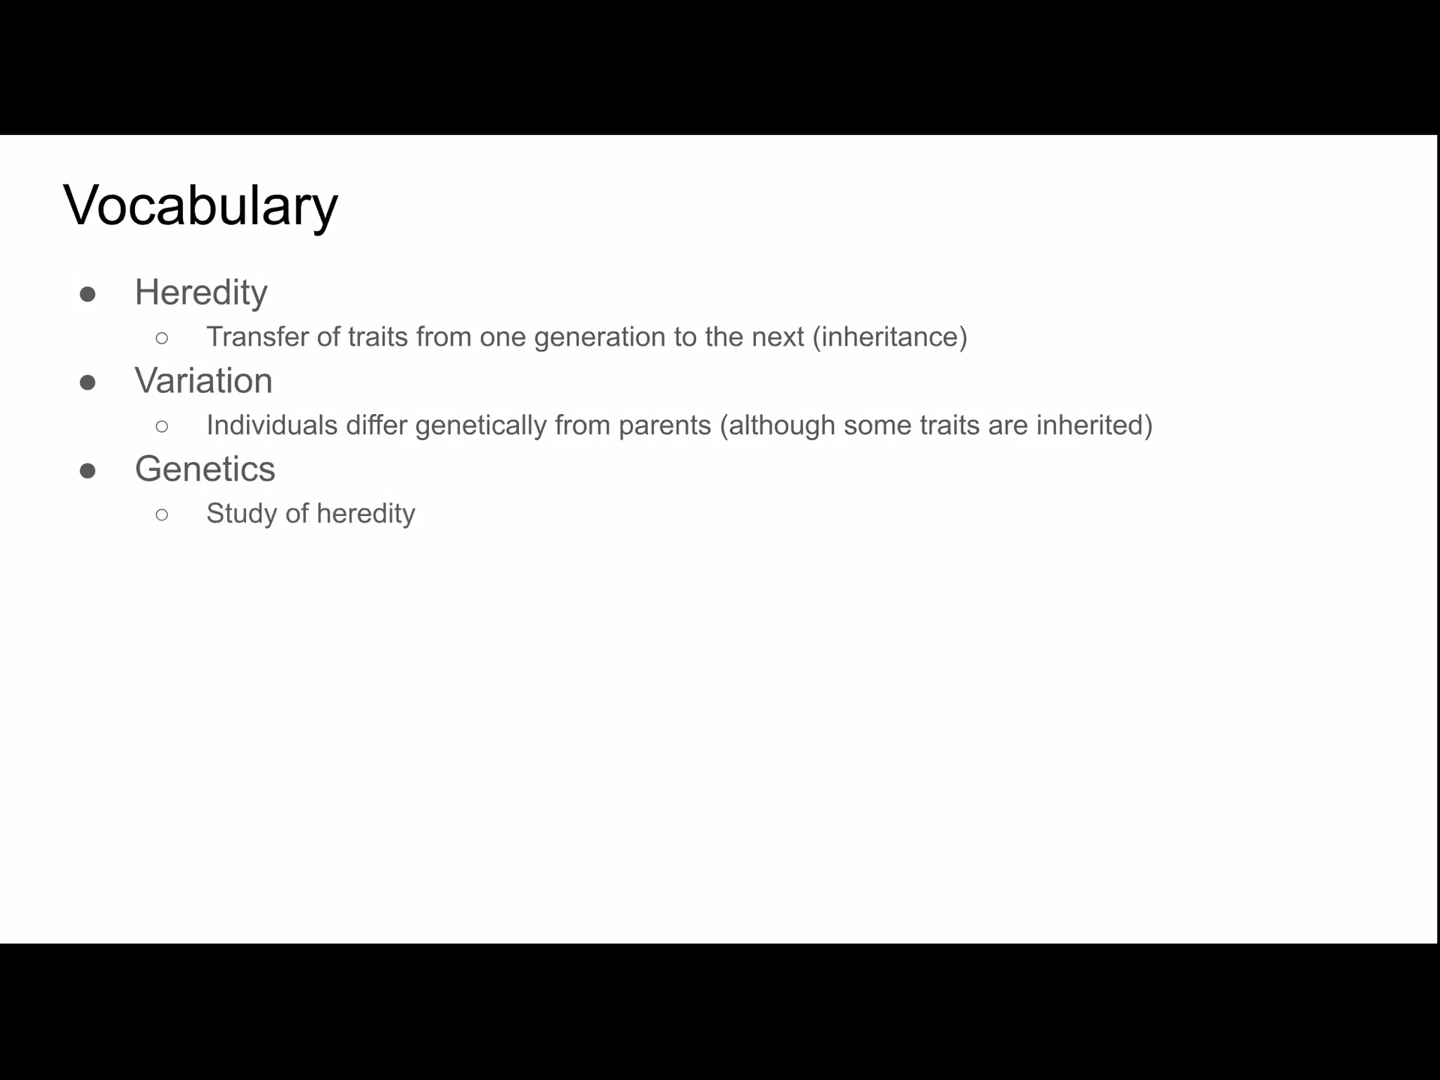 Vocabulary
● Heredity
○ Transfer of traits from one generation to the next (inheritance)
● Variation
○ Individuals differ genetically from parents (although some traits are inherited)
● Genetics
○ Study of heredity